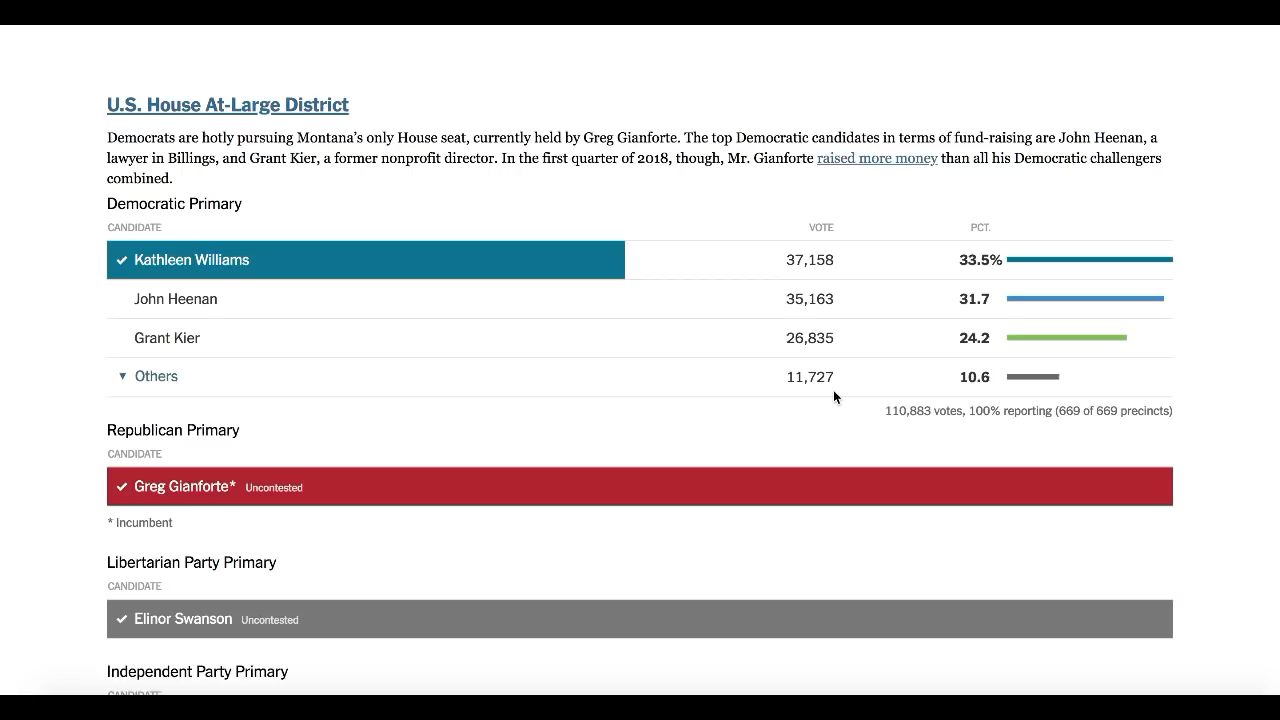 U.S. House At-Large District
Democrats are hotly pursuing Montana's only House seat, currently held by Greg Gianforte. The top Democratic candidates in terms of fund-raising are John Heenan, a
lawyer in Billings, and Grant Kier, a former nonprofit director. In the first quarter of 2018, though, Mr. Gianforte raised more money than all his Democratic challengers
combined.
Democratic Primary
CANDIDATE VOTE PCT.
✓ Kathleen Williams 37,158 33.5%
John Heenan 35,163 31.7
Grant Kier 26,835 24.2
▼ Others 11,727 10.6
110,883 votes, 100% reporting (669 of 669 precincts)
Republican Primary
CANDIDATE
✓ Greg Gianforte* Uncontested
* Incumbent
Libertarian Party Primary
CANDIDATE
✓ Elinor Swanson Uncontested
Independent Party Primary
CANDIDATE